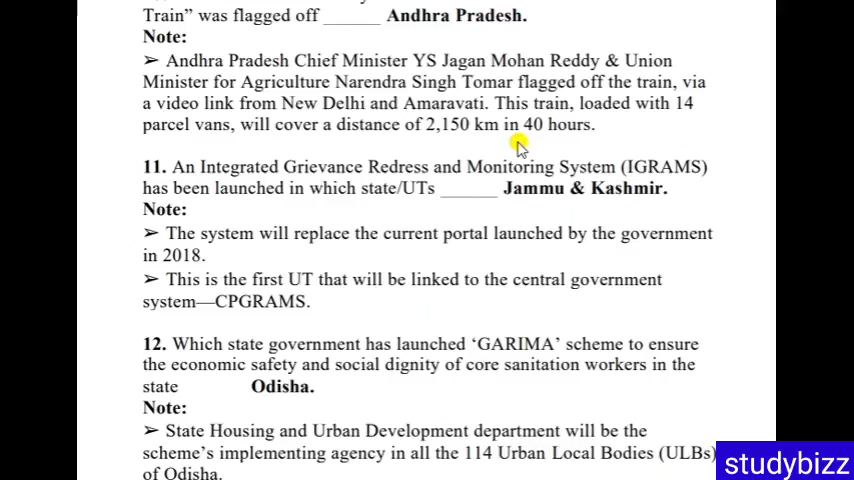 Train” was flagged off ______ Andhra Pradesh.
Note:
➢ Andhra Pradesh Chief Minister YS Jagan Mohan Reddy & Union
Minister for Agriculture Narendra Singh Tomar flagged off the train, via
a video link from New Delhi and Amaravati. This train, loaded with 14
parcel vans, will cover a distance of 2,150 km in 40 hours.
11. An Integrated Grievance Redress and Monitoring System (IGRAMS)
has been launched in which state/UTs ______ Jammu & Kashmir.
Note:
➢ The system will replace the current portal launched by the government
in 2018.
➢ This is the first UT that will be linked to the central government
system—CPGRAMS.
12. Which state government has launched ‘GARIMA’ scheme to ensure
the economic safety and social dignity of core sanitation workers in the
state Odisha.
Note:
➢ State Housing and Urban Development department will be the
scheme’s implementing agency in all the 114 Urban Local Bodies (ULBs)
of Odisha.
studybizz